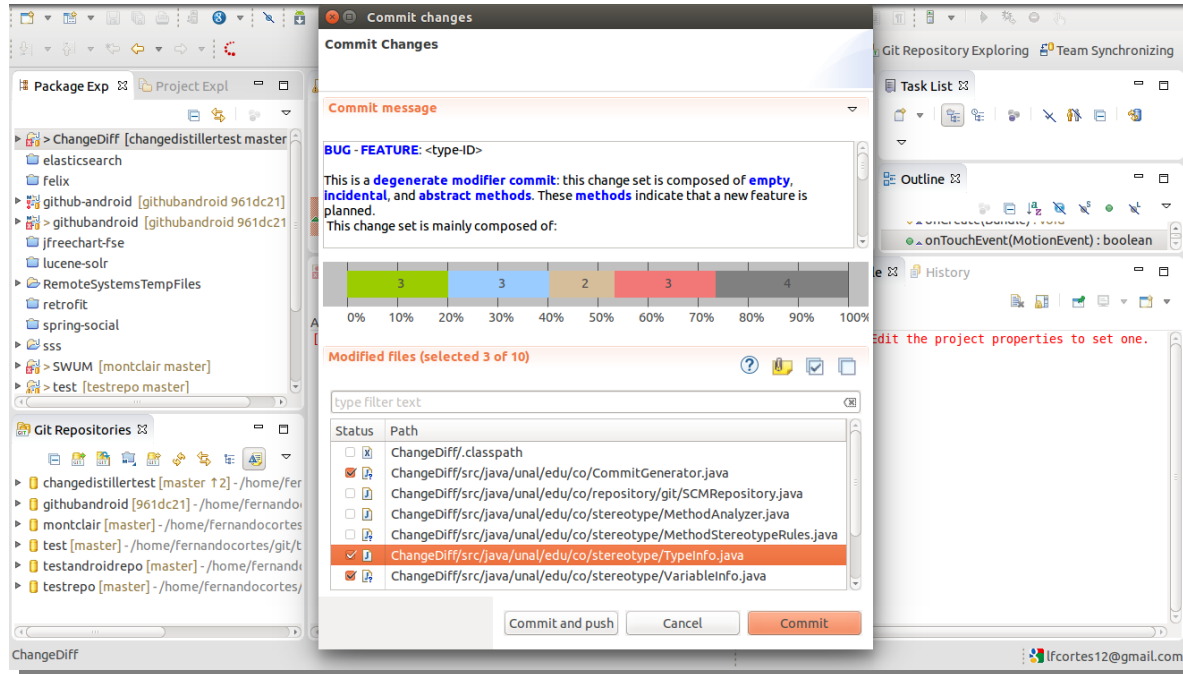 Commit changes
Commit Changes
Git Repository Exploring
Team Synchronizing
Package Exp
Project Expl
> ChangeDiff [changedistillertest master
elasticsearch
felix
github-android [githubandroid 961dc21]
> githubandroid [githubandroid 961dc21
jfreechart-fse
lucene-solr
RemoteSystemsTempFiles
retrofit
spring-social
sss
> SWUM [montclair master]
> test [testrepo master]
Git Repositories
changedistillertest [master ↑2] - /home/fer
githubandroid [961dc21] - /home/fernando
montclair [master] - /home/fernandocortes
test [master] - /home/fernandocortes/git/t
testandroidrepo [master] - /home/fernand
testrepo [master] - /home/fernandocortes/
ChangeDiff
Commit message
BUG - FEATURE: <type-ID>
This is a degenerate modifier commit: this change set is composed of empty,
incidental, and abstract methods. These methods indicate that a new feature is
planned.
This change set is mainly composed of:
3 3 2 3 4
0% 10% 20% 30% 40% 50% 60% 70% 80% 90% 100%
Modified files (selected 3 of 10)
type filter text
Status Path
ChangeDiff/.classpath
ChangeDiff/src/java/unal/edu/co/CommitGenerator.java
ChangeDiff/src/java/unal/edu/co/repository/git/SCMRepository.java
ChangeDiff/src/java/unal/edu/co/stereotype/MethodAnalyzer.java
ChangeDiff/src/java/unal/edu/co/stereotype/MethodStereotypeRules.java
ChangeDiff/src/java/unal/edu/co/stereotype/TypeInfo.java
ChangeDiff/src/java/unal/edu/co/stereotype/VariableInfo.java
Commit and push
Cancel
Commit
Task List
Outline
onTouchEvent(MotionEvent) : boolean
le
History
Edit the project properties to set one.
lfcortes12@gmail.com